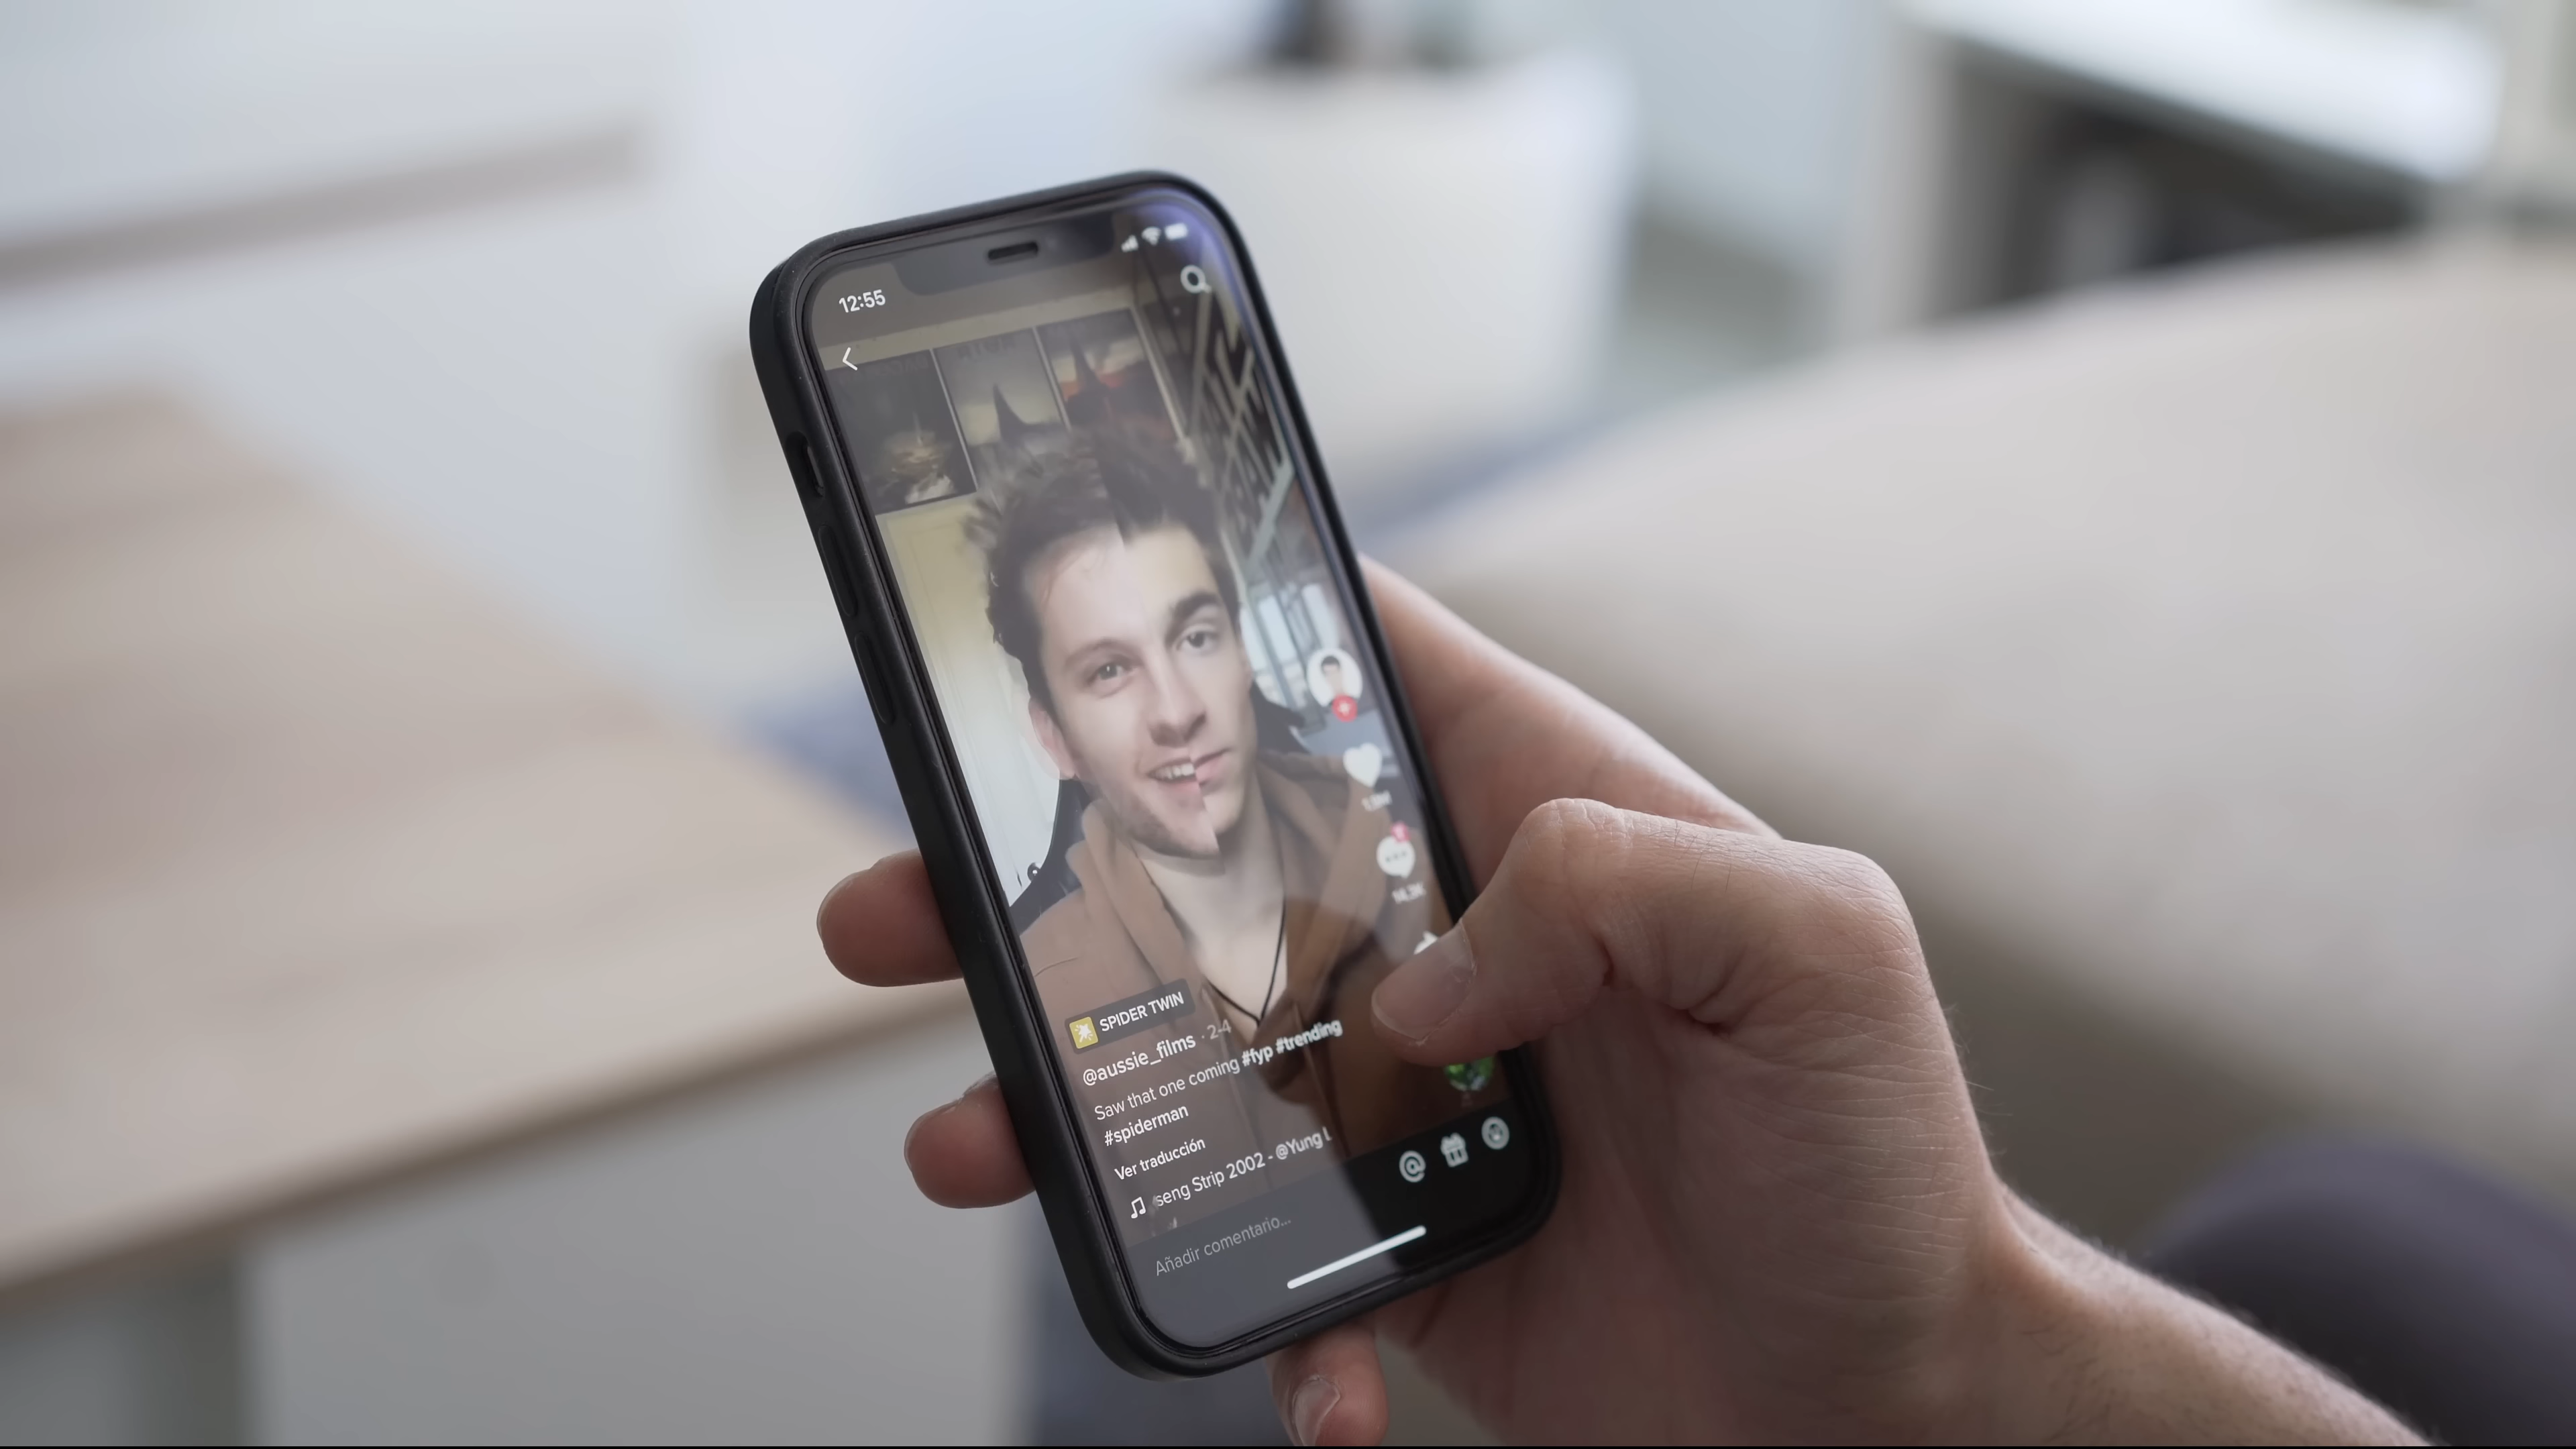 12:55
SPIDER TWIN
@aussie_films · 2-4
Saw that one coming #fyp #trending
#spiderman
Ver traducción
seng Strip 2002 - @Yung L
Añadir comentario...